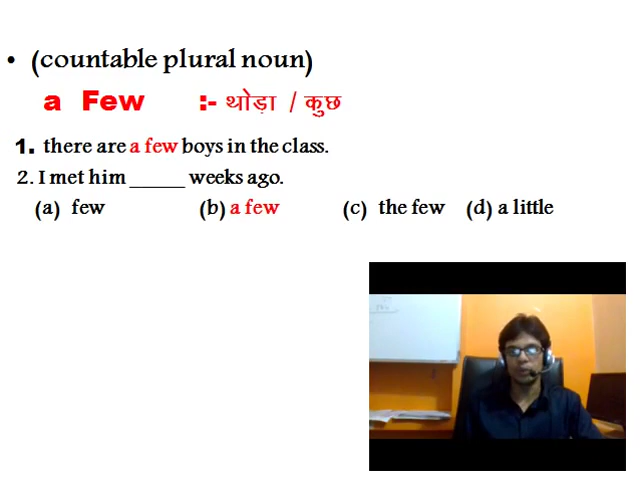 • (countable plural noun)
a Few :- थोड़ा / कुछ
1. there are a few boys in the class.
2. I met him _____ weeks ago.
(a) few (b) a few (c) the few (d) a little